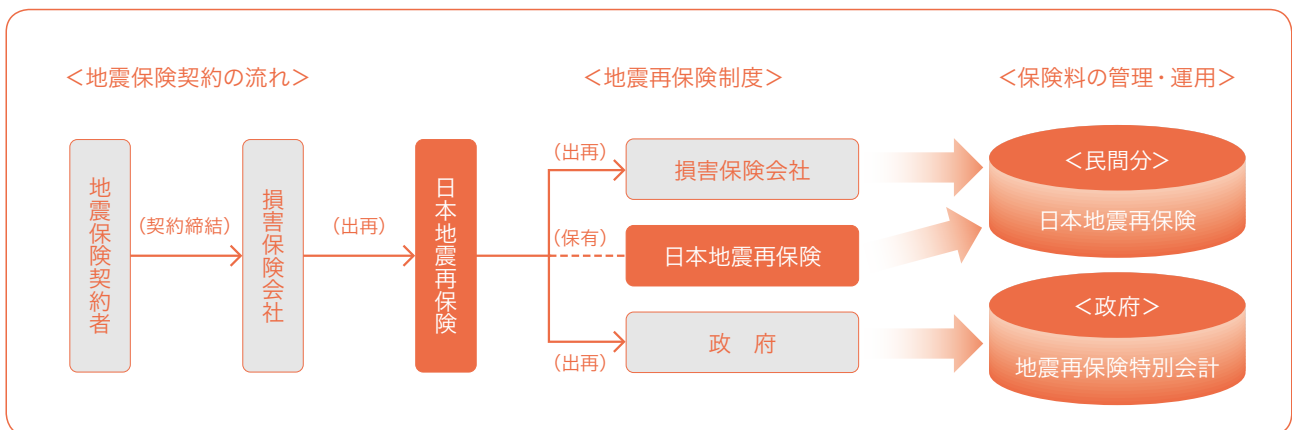 ＜地震保険契約の流れ＞
＜地震再保険制度＞
＜保険料の管理・運用＞
地震保険契約者
（契約締結）
損害保険会社
（出再）
日本地震再保険
（出再）
損害保険会社
（保有）
日本地震再保険
（出再）
政　府
＜民間分＞
日本地震再保険
＜政府＞
地震再保険特別会計